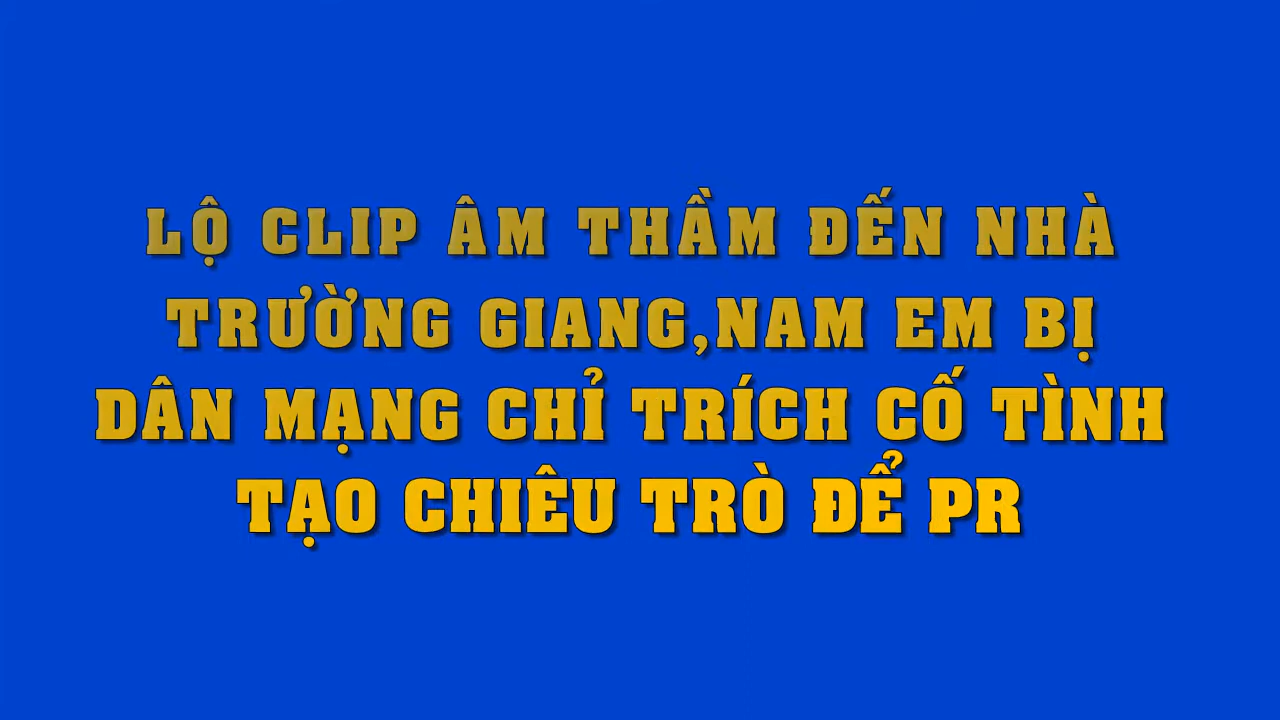 LỘ CLIP ÂM THẦM ĐẾN NHÀ
TRƯỜNG GIANG,NAM EM BỊ
DÂN MẠNG CHỈ TRÍCH CỐ TÌNH
TẠO CHIÊU TRÒ ĐỂ PR